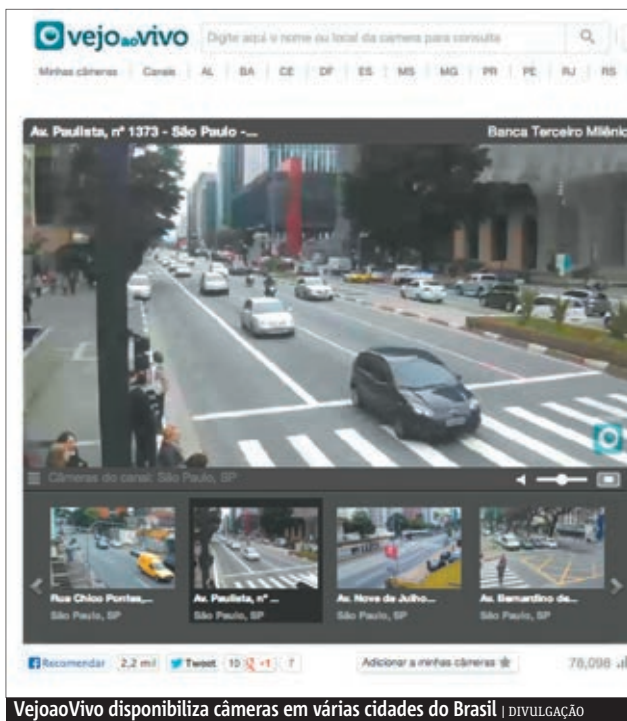 vejoaovivo Digite aqui o nome ou local da camera para consulta
Minhas câmeras Canais AL BA CE DF ES MS MG PR PE RJ RS
Av. Paulista, nº 1373 - São Paulo -... Banca Terceiro Milênio
Câmeras do canal: São Paulo, SP
Rua Chico Pontes,... Av. Paulista, nº... Av. Nove de Julho... Av. Bernardino de...
São Paulo, SP São Paulo, SP São Paulo, SP São Paulo, SP
Recomendar 2,2 mil Tweet 10 +1 7 Adicionar a minhas câmeras 78,098
VejoaoVivo disponibiliza câmeras em várias cidades do Brasil | DIVULGAÇÃO